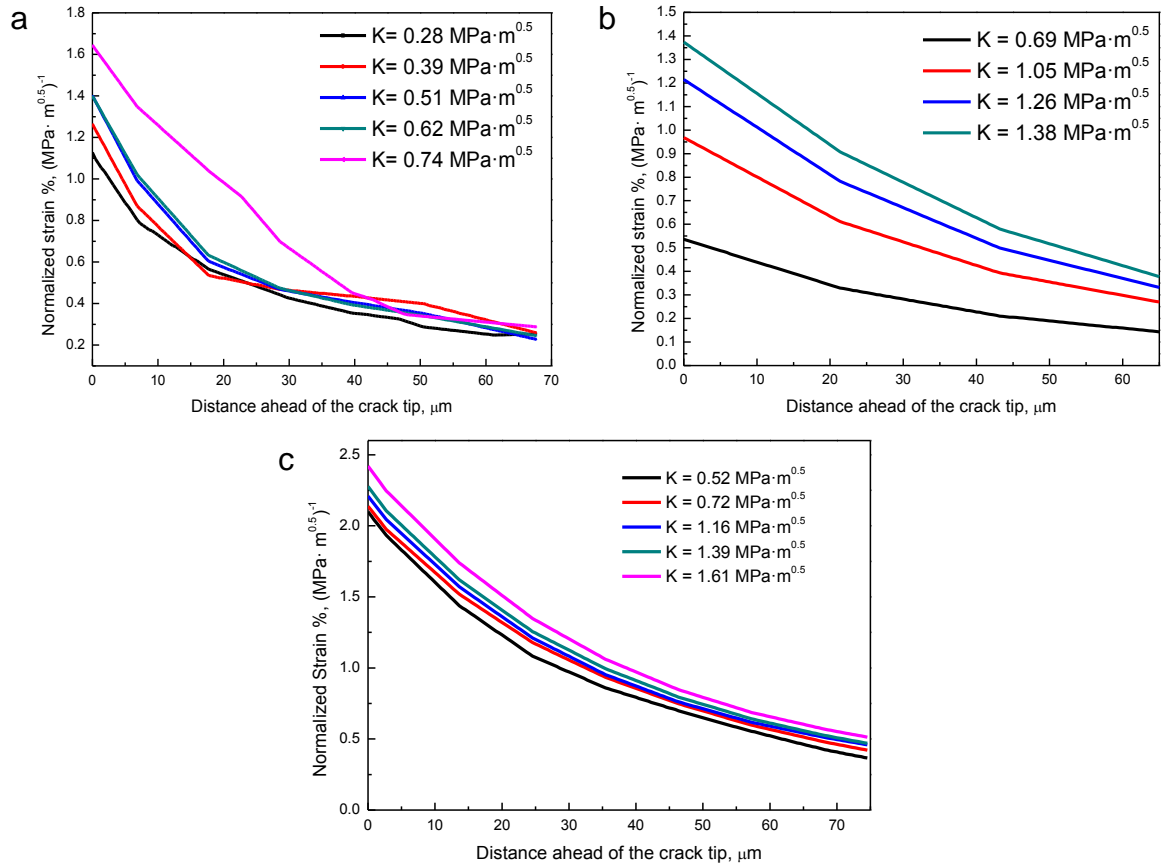 a
K= 0.28 MPa·m^0.5
K= 0.39 MPa·m^0.5
K= 0.51 MPa·m^0.5
K= 0.62 MPa·m^0.5
K= 0.74 MPa·m^0.5
1.8
1.6
1.4
1.2
1.0
0.8
0.6
0.4
0.2
Normalized strain %, (MPa· m^0.5)^-1
0 10 20 30 40 50 60 70
Distance ahead of the crack tip, μm
b
K = 0.69 MPa·m^0.5
K = 1.05 MPa·m^0.5
K = 1.26 MPa·m^0.5
K = 1.38 MPa·m^0.5
1.5
1.4
1.3
1.2
1.1
1.0
0.9
0.8
0.7
0.6
0.5
0.4
0.3
0.2
0.1
0.0
Normalized strain %, (MPa· m^0.5)^-1
0 10 20 30 40 50 60
Distance ahead of the crack tip, μm
c
K = 0.52 MPa·m^0.5
K = 0.72 MPa·m^0.5
K = 1.16 MPa·m^0.5
K = 1.39 MPa·m^0.5
K = 1.61 MPa·m^0.5
2.5
2.0
1.5
1.0
0.5
0.0
Normalized Strain %, (MPa· m^0.5)^-1
0 10 20 30 40 50 60 70
Distance ahead of the crack tip, μm